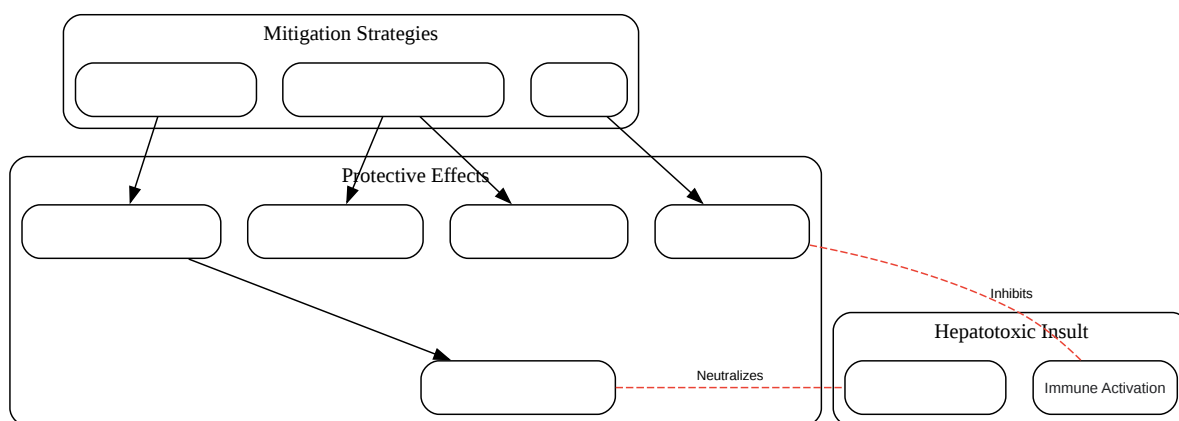 Mitigation Strategies
Protective Effects
Inhibits
Hepatotoxic Insult
Neutralizes
Immune Activation